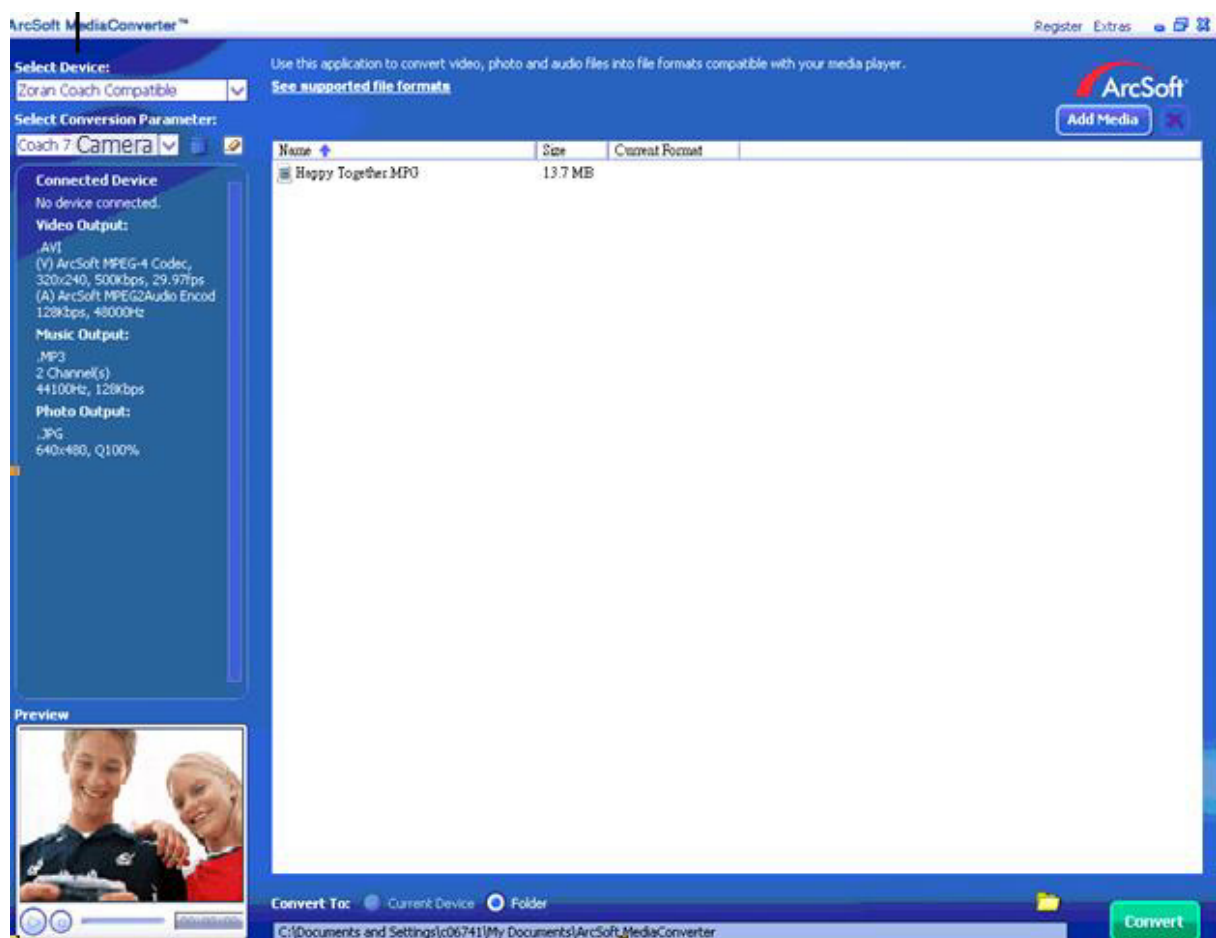 ArcSoft MediaConverter™
Register Extras
Select Device:
Zoran Coach Compatible
Select Conversion Parameter:
Coach 7 Camera
Connected Device
No device connected.
Video Output:
.AVI
(V) ArcSoft MPEG-4 Codec,
320x240, 500Kbps, 29.97fps
(A) ArcSoft MPEG2Audio Encod
128Kbps, 48000Hz
Music Output:
.MP3
2 Channel(s)
44100Hz, 128Kbps
Photo Output:
.JPG
640x480, Q100%
Preview
00:00:00
Use this application to convert video, photo and audio files into file formats compatible with your media player.
See supported file formats
ArcSoft
Add Media
Name Size Current Format
Happy Together.MPG 13.7 MB
Convert To: Current Device Folder
C:\Documents and Settings\c06741\My Documents\ArcSoft MediaConverter
Convert